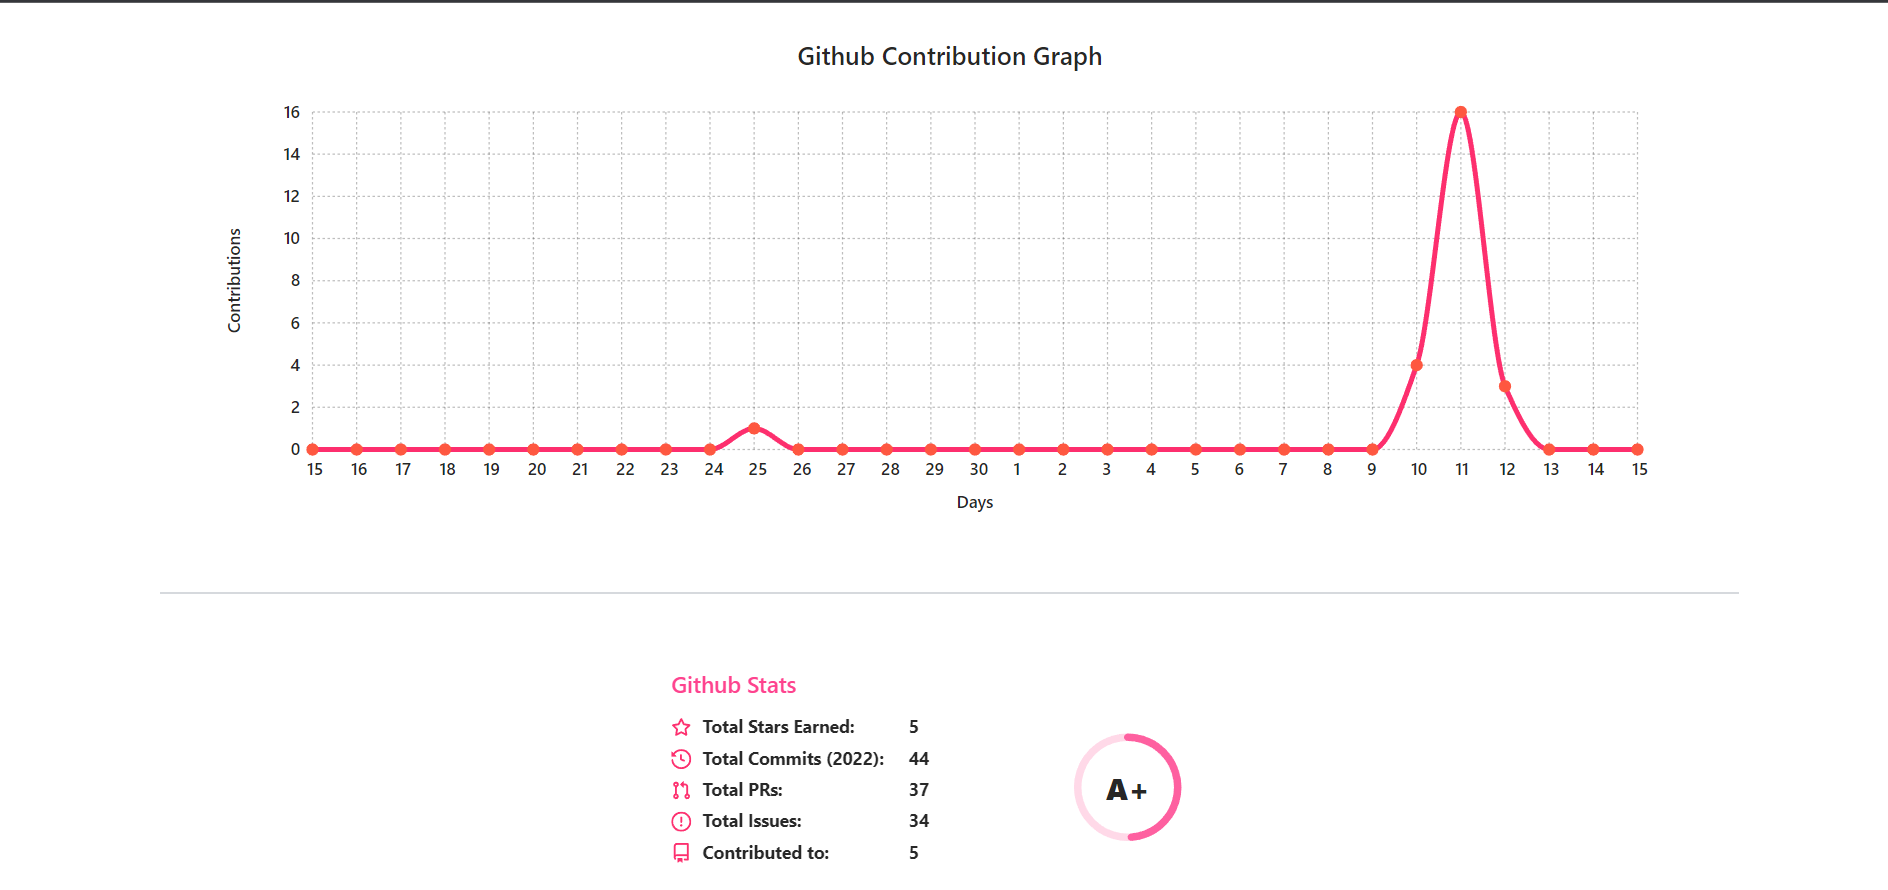 Github Contribution Graph
16
14
12
10
8
6
4
2
0
Contributions
15 16 17 18 19 20 21 22 23 24 25 26 27 28 29 30 1 2 3 4 5 6 7 8 9 10 11 12 13 14 15
Days
Github Stats
Total Stars Earned: 5
Total Commits (2022): 44
Total PRs: 37
Total Issues: 34
Contributed to: 5
A+